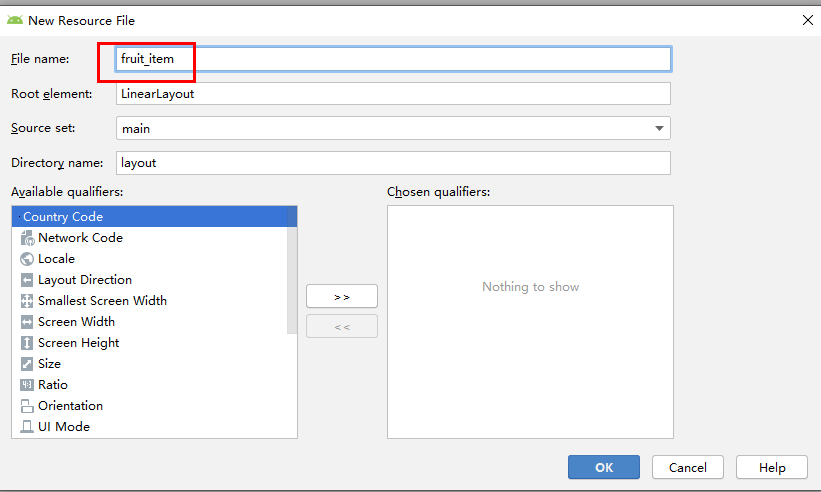 New Resource File
File name: fruit_item
Root element: LinearLayout
Source set: main
Directory name: layout
Available qualifiers:
Country Code
Network Code
Locale
Layout Direction
Smallest Screen Width
Screen Width
Screen Height
Size
Ratio
Orientation
UI Mode
>>
<<
Chosen qualifiers:
Nothing to show
OK Cancel Help